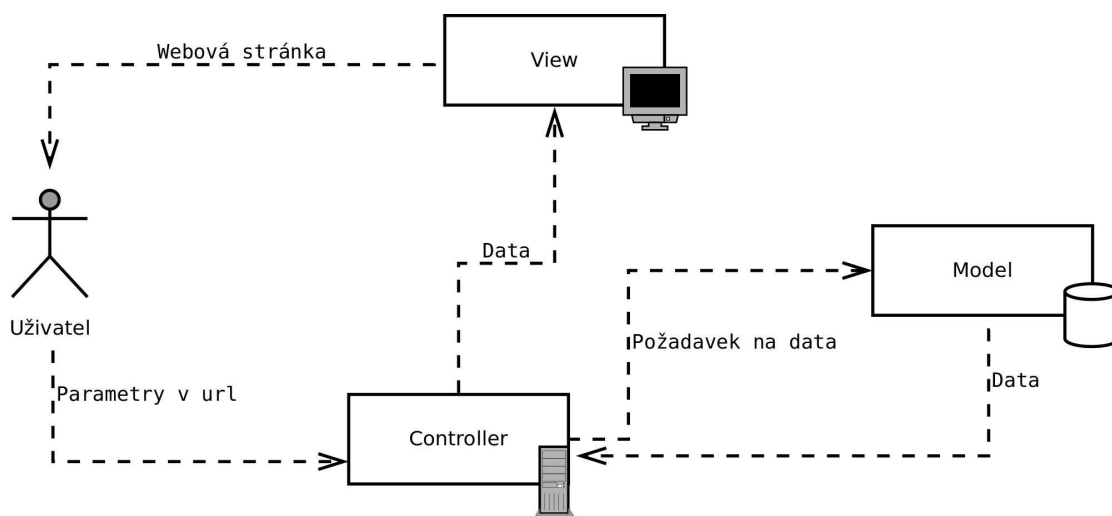 Webová stránka
View
Data
Model
Uživatel
Požadavek na data
Parametry v url
Data
Controller